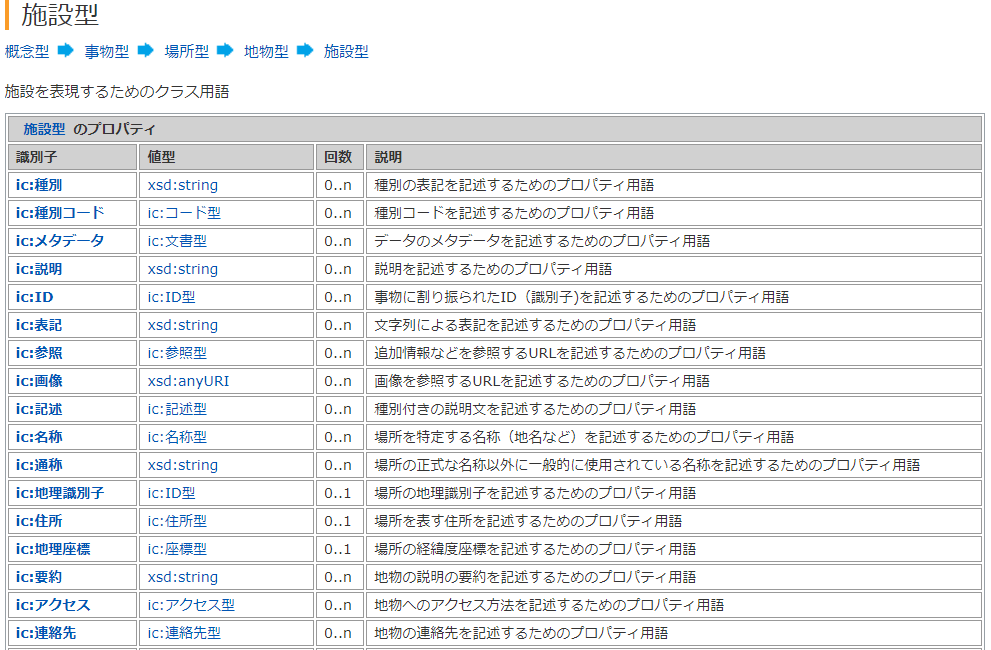 施設型
概念型 事物型 場所型 地物型 施設型
施設を表現するためのクラス用語
施設型 のプロパティ
識別子 値型 回数 説明
ic:種別 xsd:string 0..n 種別の表記を記述するためのプロパティ用語
ic:種別コード ic:コード型 0..n 種別コードを記述するためのプロパティ用語
ic:メタデータ ic:文書型 0..n データのメタデータを記述するためのプロパティ用語
ic:説明 xsd:string 0..n 説明を記述するためのプロパティ用語
ic:ID ic:ID型 0..n 事物に割り振られたID（識別子)を記述するためのプロパティ用語
ic:表記 xsd:string 0..n 文字列による表記を記述するためのプロパティ用語
ic:参照 ic:参照型 0..n 追加情報などを参照するURLを記述するためのプロパティ用語
ic:画像 xsd:anyURI 0..n 画像を参照するURLを記述するためのプロパティ用語
ic:記述 ic:記述型 0..n 種別付きの説明文を記述するためのプロパティ用語
ic:名称 ic:名称型 0..n 場所を特定する名称（地名など）を記述するためのプロパティ用語
ic:通称 xsd:string 0..n 場所の正式な名称以外に一般的に使用されている名称を記述するためのプロパティ用語
ic:地理識別子 ic:ID型 0..1 場所の地理識別子を記述するためのプロパティ用語
ic:住所 ic:住所型 0..1 場所を表す住所を記述するためのプロパティ用語
ic:地理座標 ic:座標型 0..1 場所の経緯度座標を記述するためのプロパティ用語
ic:要約 xsd:string 0..n 地物の説明の要約を記述するためのプロパティ用語
ic:アクセス ic:アクセス型 0..n 地物へのアクセス方法を記述するためのプロパティ用語
ic:連絡先 ic:連絡先型 0..n 地物の連絡先を記述するためのプロパティ用語